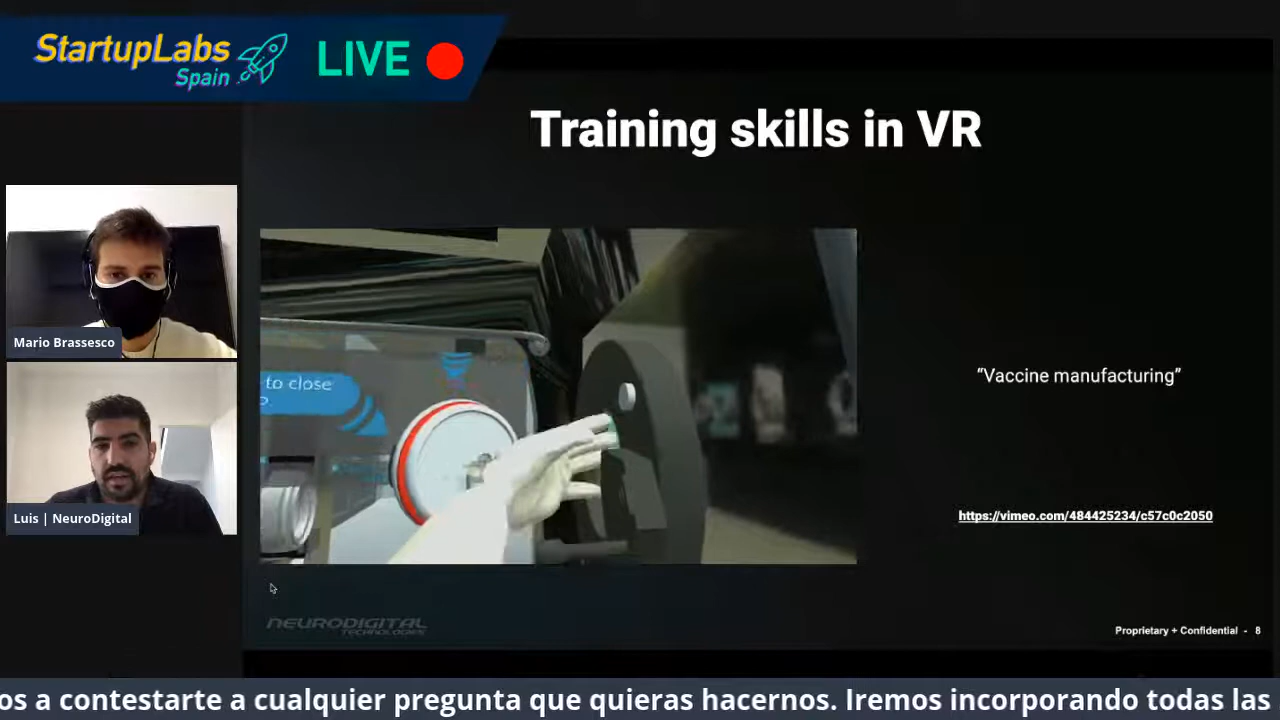 StartupLabs
Spain
LIVE
Training skills in VR
Mario Brassesco
to close
"Vaccine manufacturing"
Luis | NeuroDigital
https://vimeo.com/484425234/c57c0c2050
NEURODIGITAL
TECHNOLOGIES
Proprietary + Confidential - 8
os a contestarte a cualquier pregunta que quieras hacernos. Iremos incorporando todas las